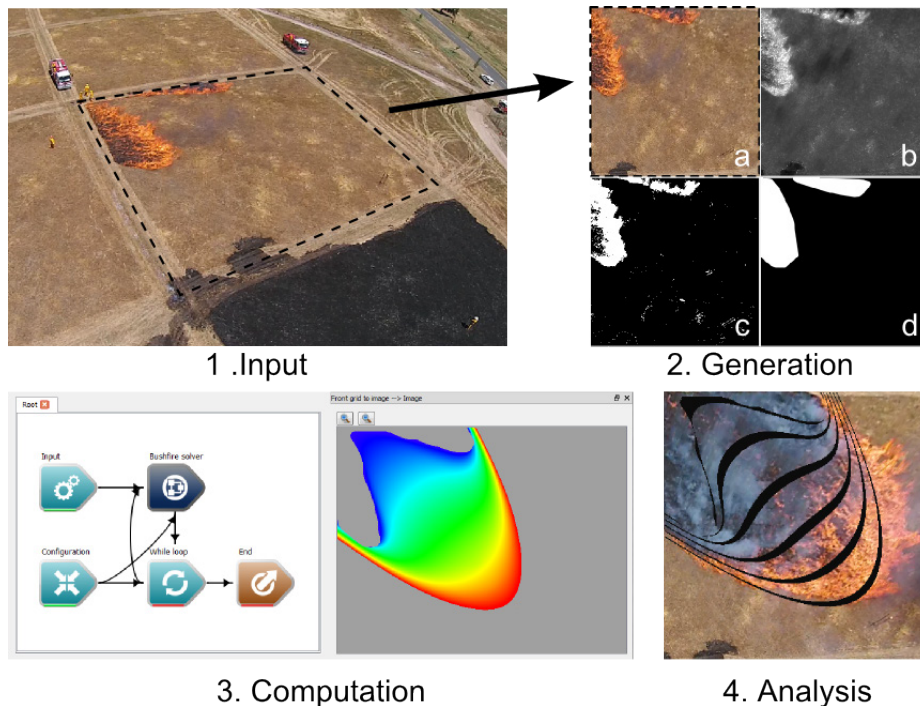 a
b
c
d
1 .Input
2. Generation
Root
Front grid to image --> Image
Input
Bushfire solver
Configuration
While loop
End
3. Computation
4. Analysis